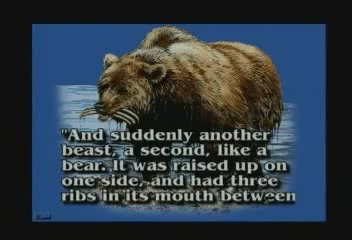 "And suddenly another
beast, a second, like a
bear. It was raised up on
one side, and had three
ribs in its mouth between